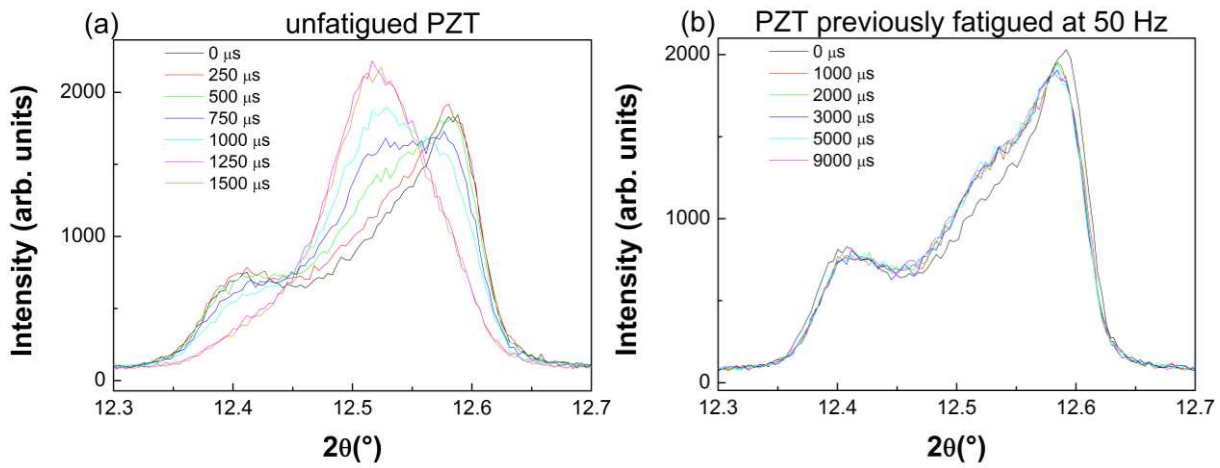 (a)
unfatigued PZT
0 μs
250 μs
500 μs
750 μs
1000 μs
1250 μs
1500 μs
2000
1000
0
Intensity (arb. units)
12.3 12.4 12.5 12.6 12.7
2θ(°)
(b)
PZT previously fatigued at 50 Hz
0 μs
1000 μs
2000 μs
3000 μs
5000 μs
9000 μs
2000
1000
0
Intensity (arb. units)
12.3 12.4 12.5 12.6 12.7
2θ(°)